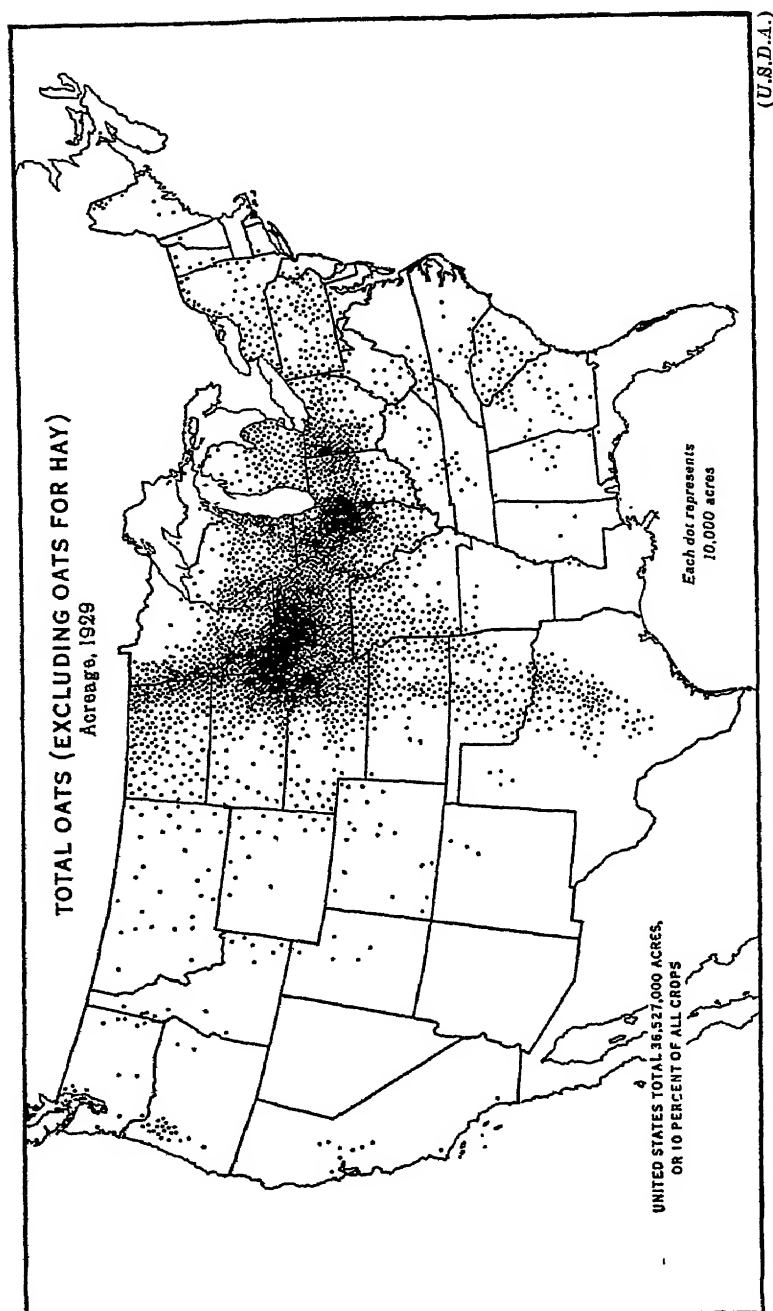 TOTAL OATS (EXCLUDING OATS FOR HAY)
Acreage, 1929
Each dot represents
10,000 acres
UNITED STATES TOTAL 36,527,000 ACRES,
OR 10 PERCENT OF ALL CROPS
(U.S.D.A.)